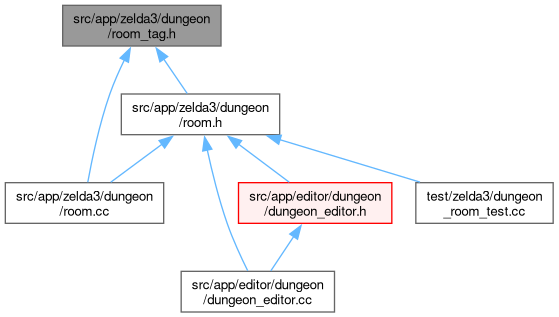 src/app/zelda3/dungeon
/room_tag.h
src/app/zelda3/dungeon
/room.h
src/app/zelda3/dungeon
/room.cc
src/app/editor/dungeon
/dungeon_editor.h
test/zelda3/dungeon
_room_test.cc
src/app/editor/dungeon
/dungeon_editor.cc